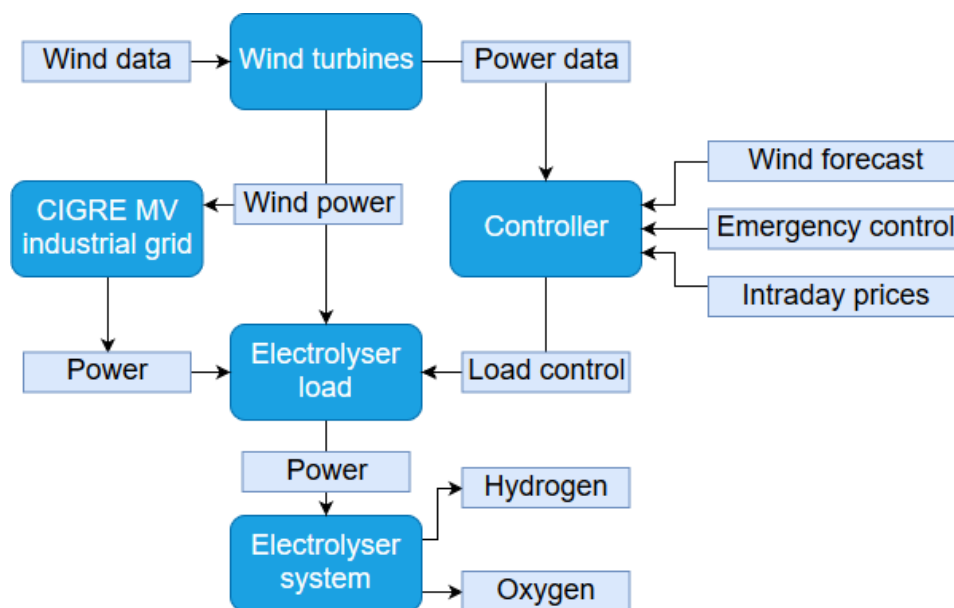 Wind data
Wind turbines
Power data
Wind forecast
CIGRE MV
industrial grid
Wind power
Controller
Emergency control
Intraday prices
Power
Electrolyser
load
Load control
Power
Hydrogen
Electrolyser
system
Oxygen